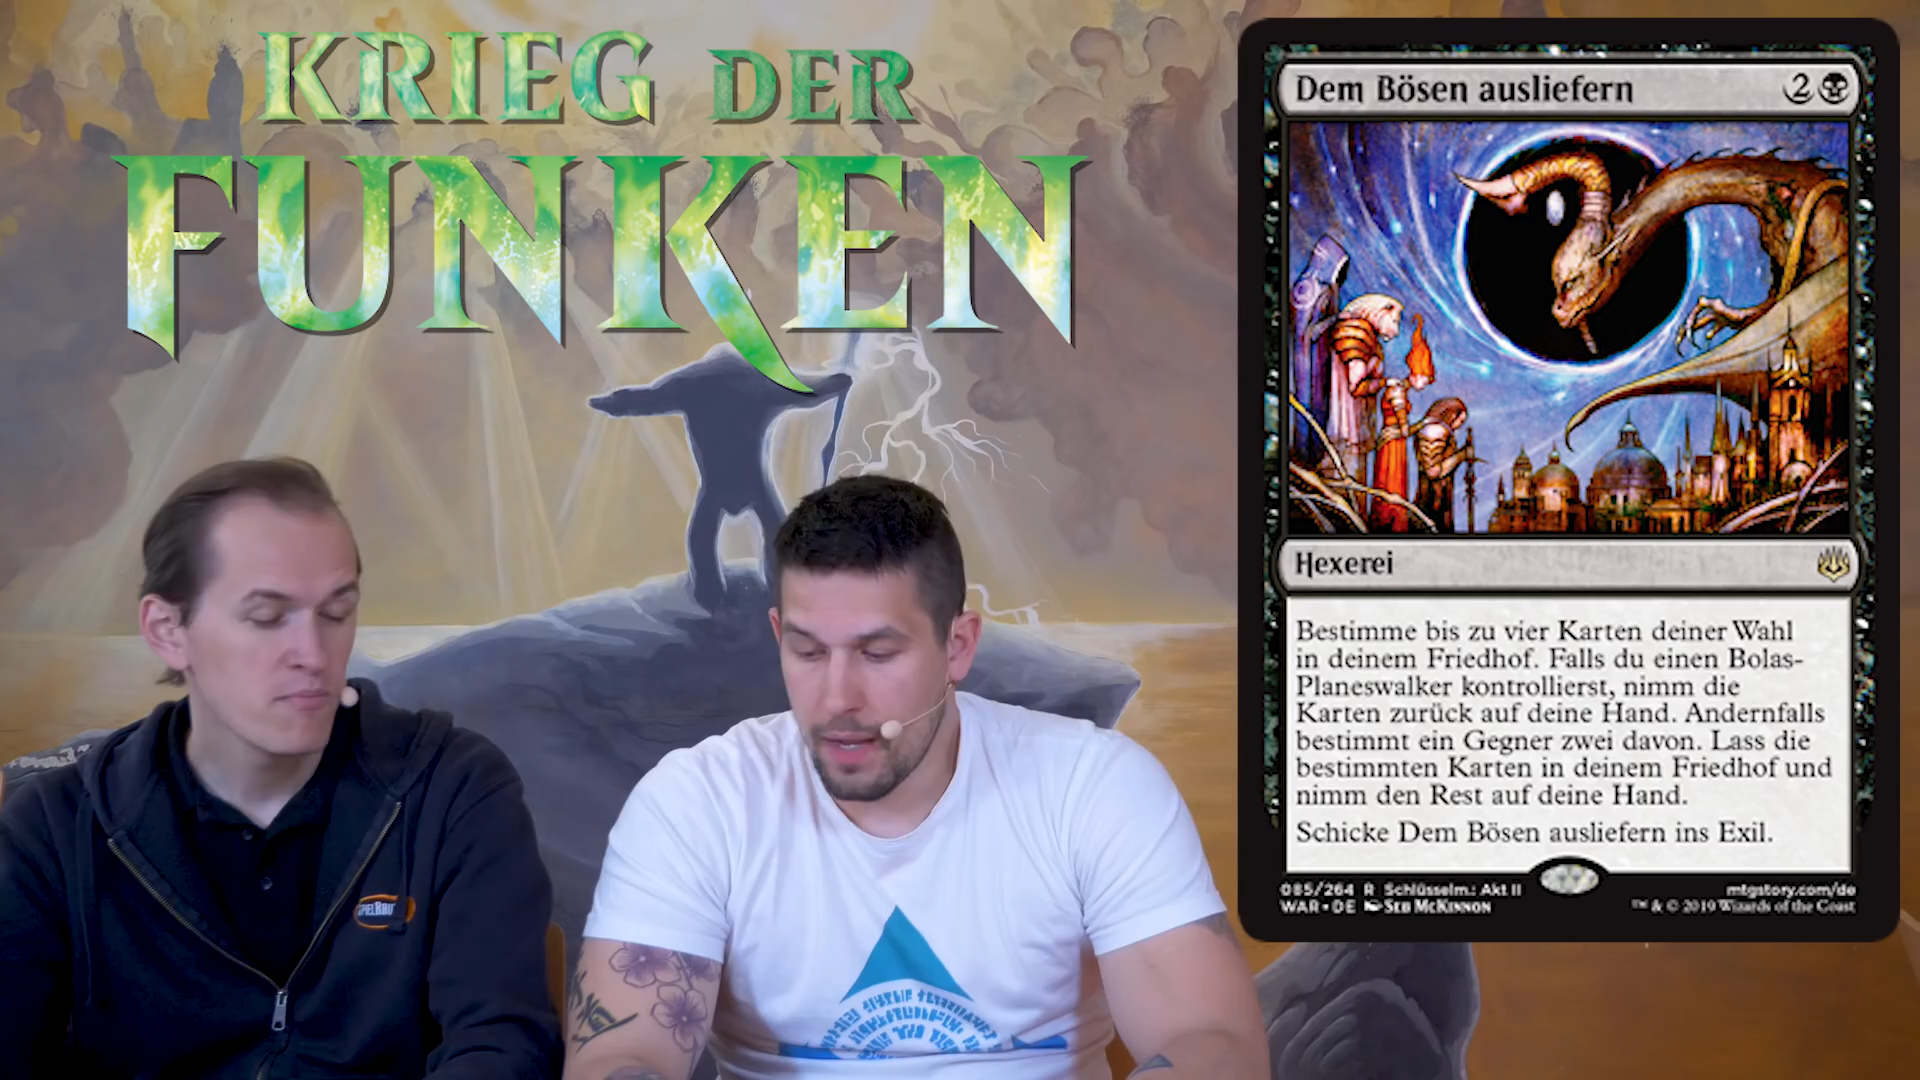 KRIEG DER
FUNKEN
Dem Bösen ausliefern 2
Hexerei
Bestimme bis zu vier Karten deiner Wahl
in deinem Friedhof. Falls du einen Bolas-
Planeswalker kontrollierst, nimm die
Karten zurück auf deine Hand. Andernfalls
bestimmt ein Gegner zwei davon. Lass die
bestimmten Karten in deinem Friedhof und
nimm den Rest auf deine Hand.
Schicke Dem Bösen ausliefern ins Exil.
085/264 R Schlüsselm.: Akt II
mtgstory.com/de
WAR • DE SEB MCKINNON
™ & © 2019 Wizards of the Coast